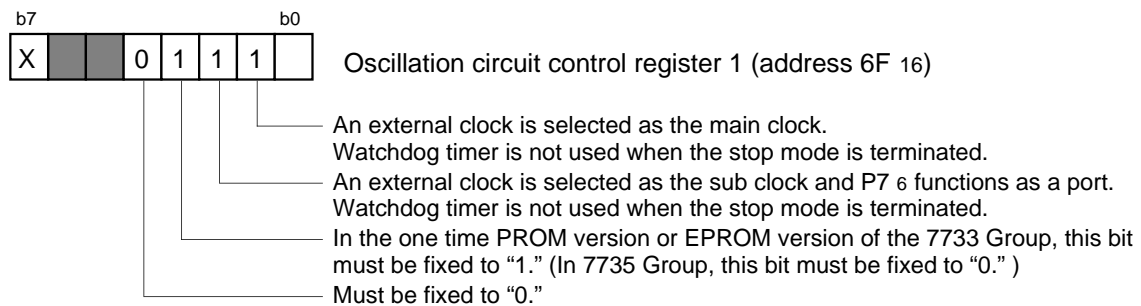 b7 b0
X 0 1 1 1 Oscillation circuit control register 1 (address 6F 16)
An external clock is selected as the main clock.
Watchdog timer is not used when the stop mode is terminated.
An external clock is selected as the sub clock and P7 6 functions as a port.
Watchdog timer is not used when the stop mode is terminated.
In the one time PROM version or EPROM version of the 7733 Group, this bit
must be fixed to “1.” (In 7735 Group, this bit must be fixed to “0.” )
Must be fixed to “0.”